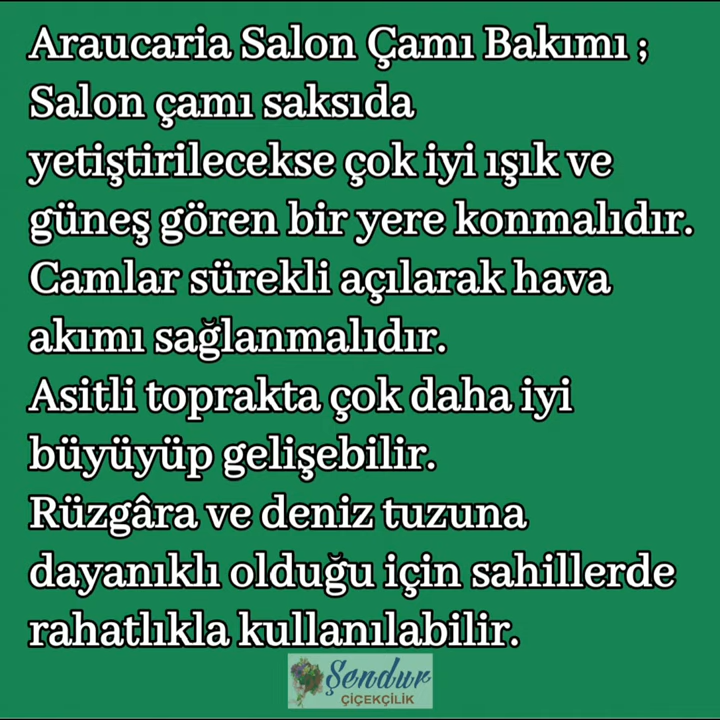 Araucaria Salon Çamı Bakımı ;
Salon çamı saksıda
yetiştirilecekse çok iyi ışık ve
güneş gören bir yere konmalıdır.
Camlar sürekli açılarak hava
akımı sağlanmalıdır.
Asitli toprakta çok daha iyi
büyüyüp gelişebilir.
Rüzgâra ve deniz tuzuna
dayanıklı olduğu için sahillerde
rahatlıkla kullanılabilir.
Şendur
ÇİÇEKÇİLİK